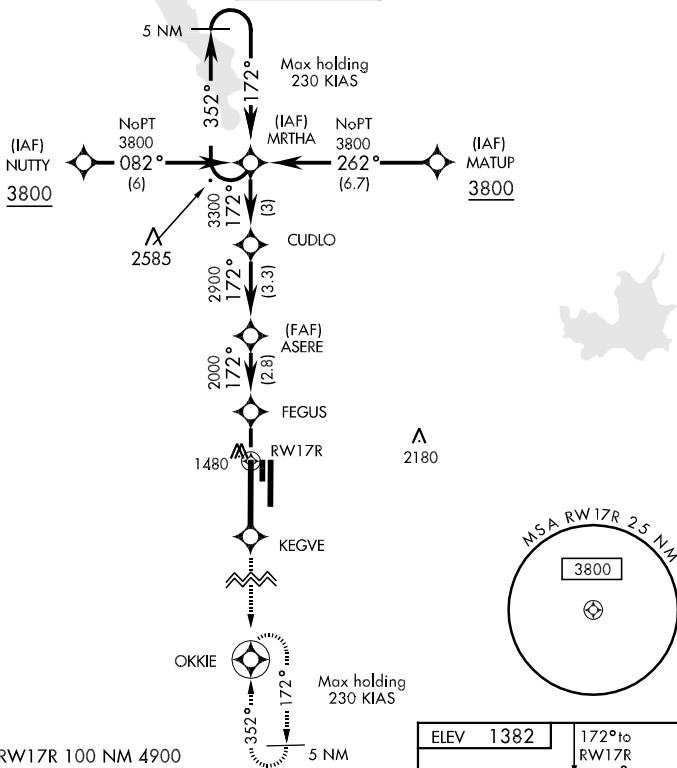 5 NM
Max holding
230 KIAS
352°
172°
(IAF)
MRTHA
NoPT
3800
082°
(6)
NoPT
3800
262°
(6.7)
(IAF)
NUTTY
3800
(IAF)
MATUP
3800
2585
3300
172°
(3)
CUDLO
2900
172°
(3.3)
(FAF)
ASERE
2000
172°
(2.8)
FEGUS
1480
RW17R
2180
KEGVE
MSA RW17R 25 NM
3800
OKKIE
172°
352°
Max holding
230 KIAS
5 NM
RW17R 100 NM 4900
ELEV 1382
172° to
RW17R